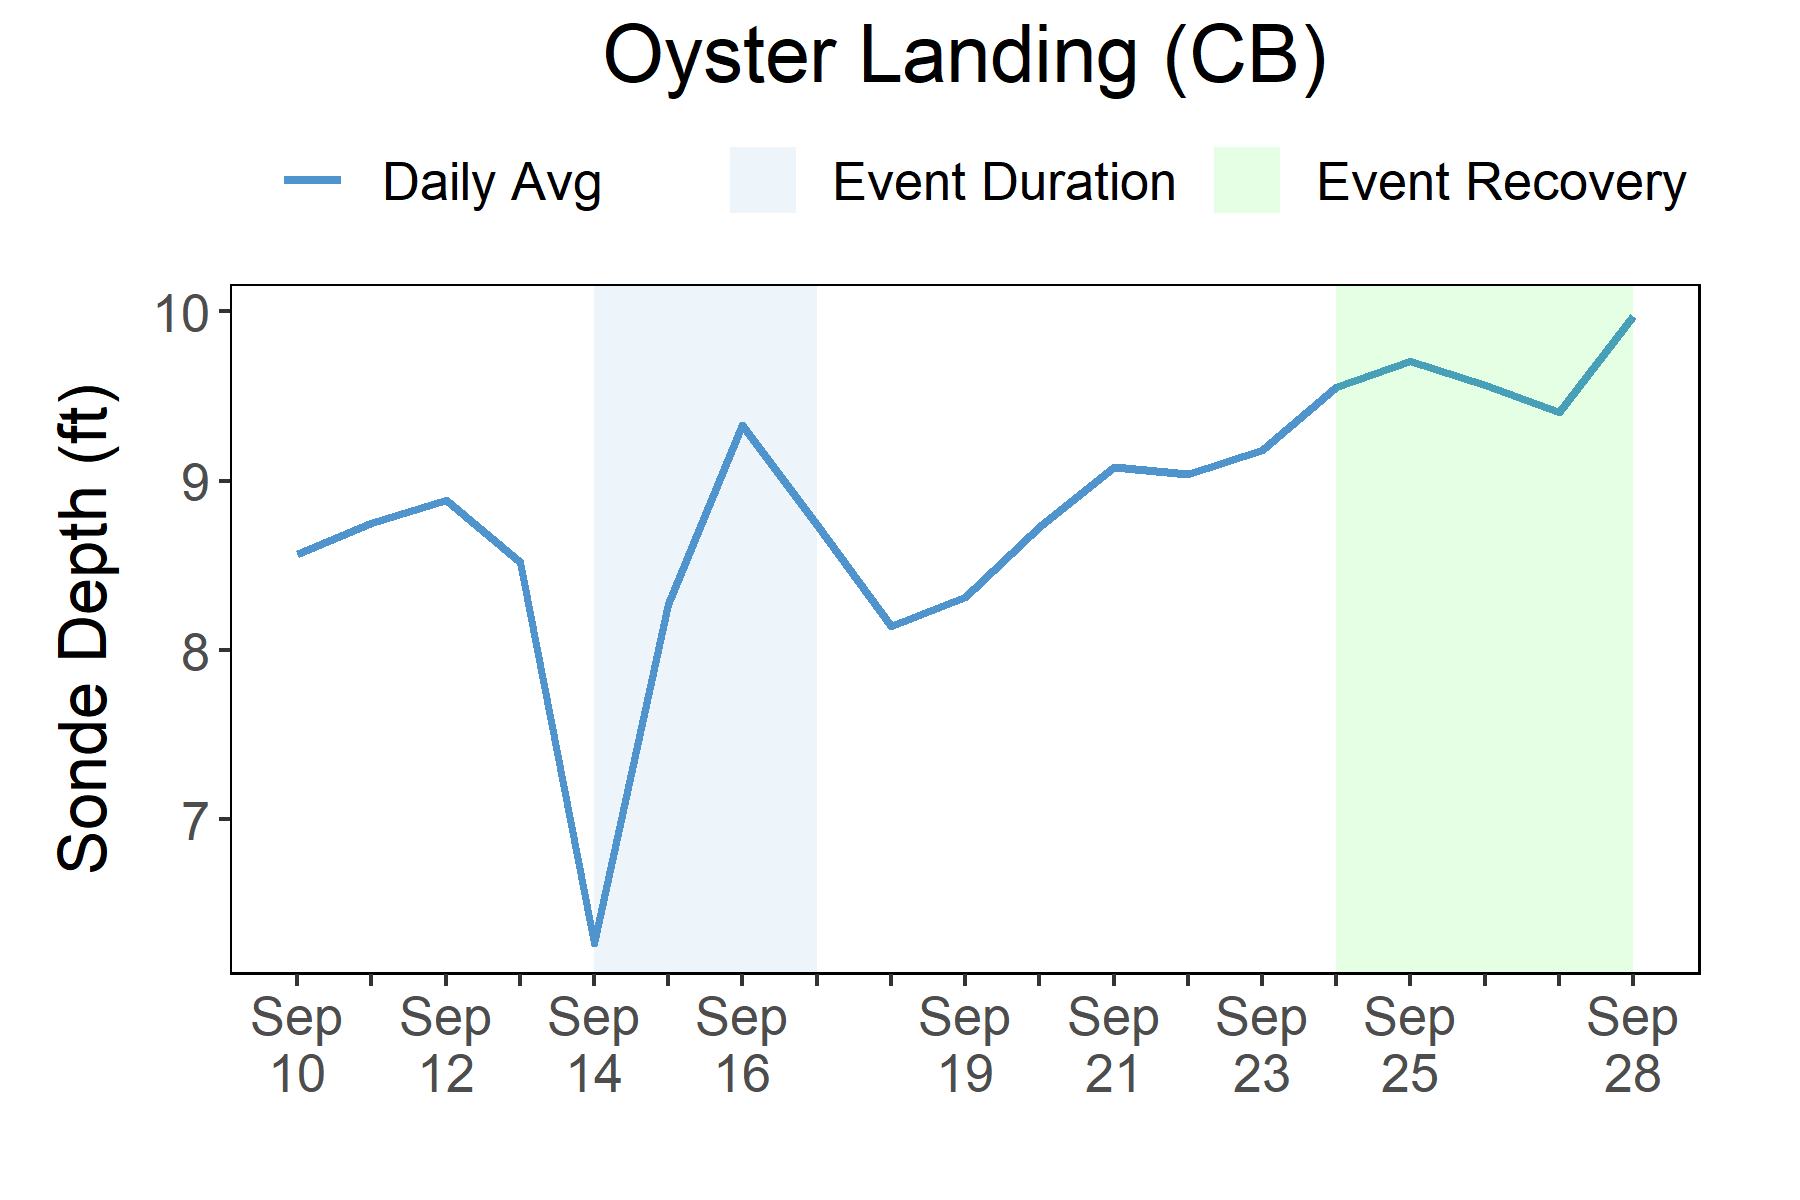 Oyster Landing (CB)
Daily Avg Event Duration Event Recovery
Sonde Depth (ft)
10
9
8
7
Sep Sep Sep Sep Sep Sep Sep Sep Sep
10 12 14 16 19 21 23 25 28